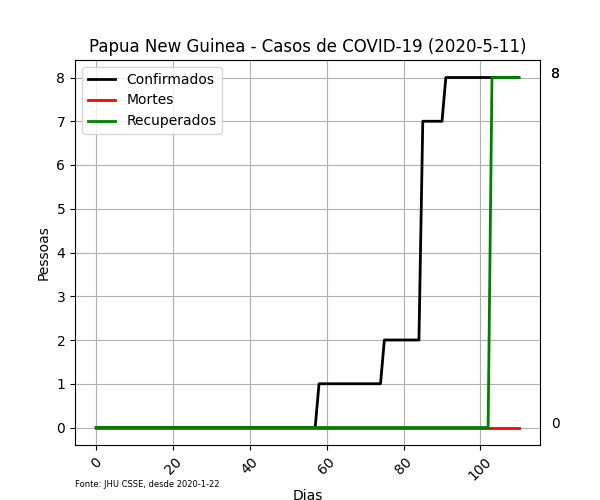 Papua New Guinea - Casos de COVID-19 (2020-5-11)
Confirmados
Mortes
Recuperados
8
7
6
5
4
3
2
1
0
Pessoas
8
0
0
20
40
60
80
100
Fonte: JHU CSSE, desde 2020-1-22
Dias